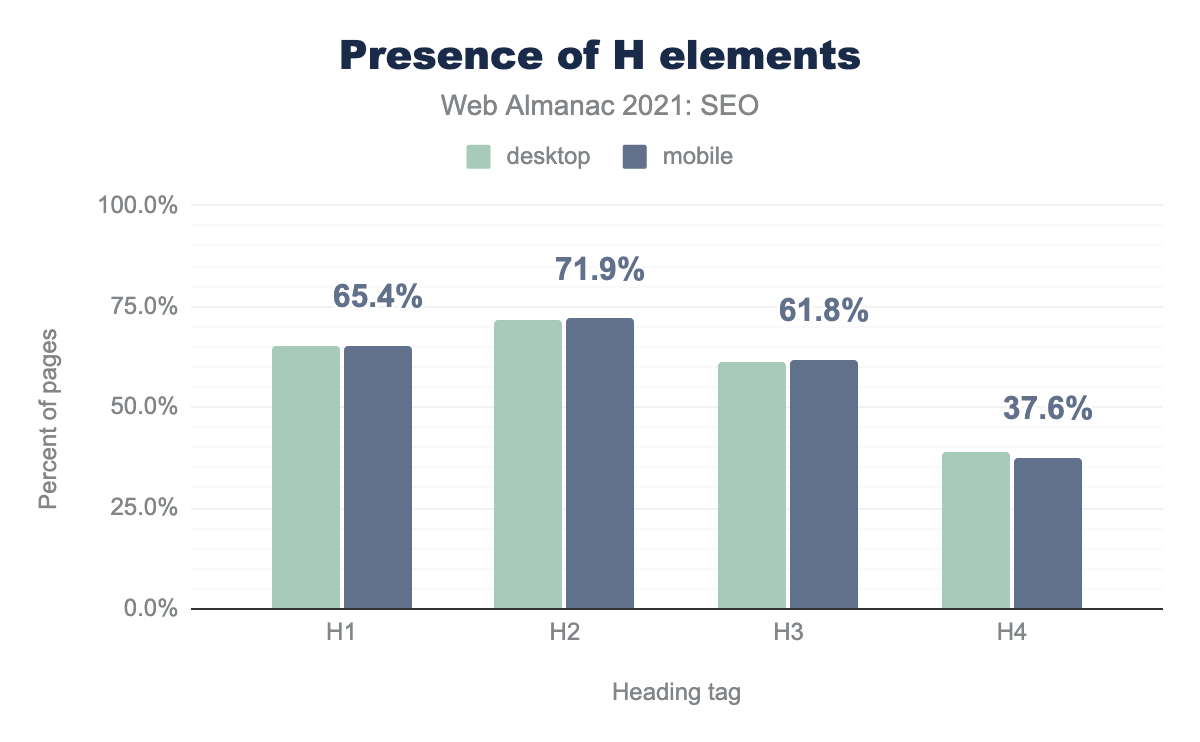 Presence of H elements
Web Almanac 2021: SEO
desktop mobile
100.0%
75.0%
50.0%
25.0%
0.0%
Percent of pages
65.4%
71.9%
61.8%
37.6%
H1 H2 H3 H4
Heading tag